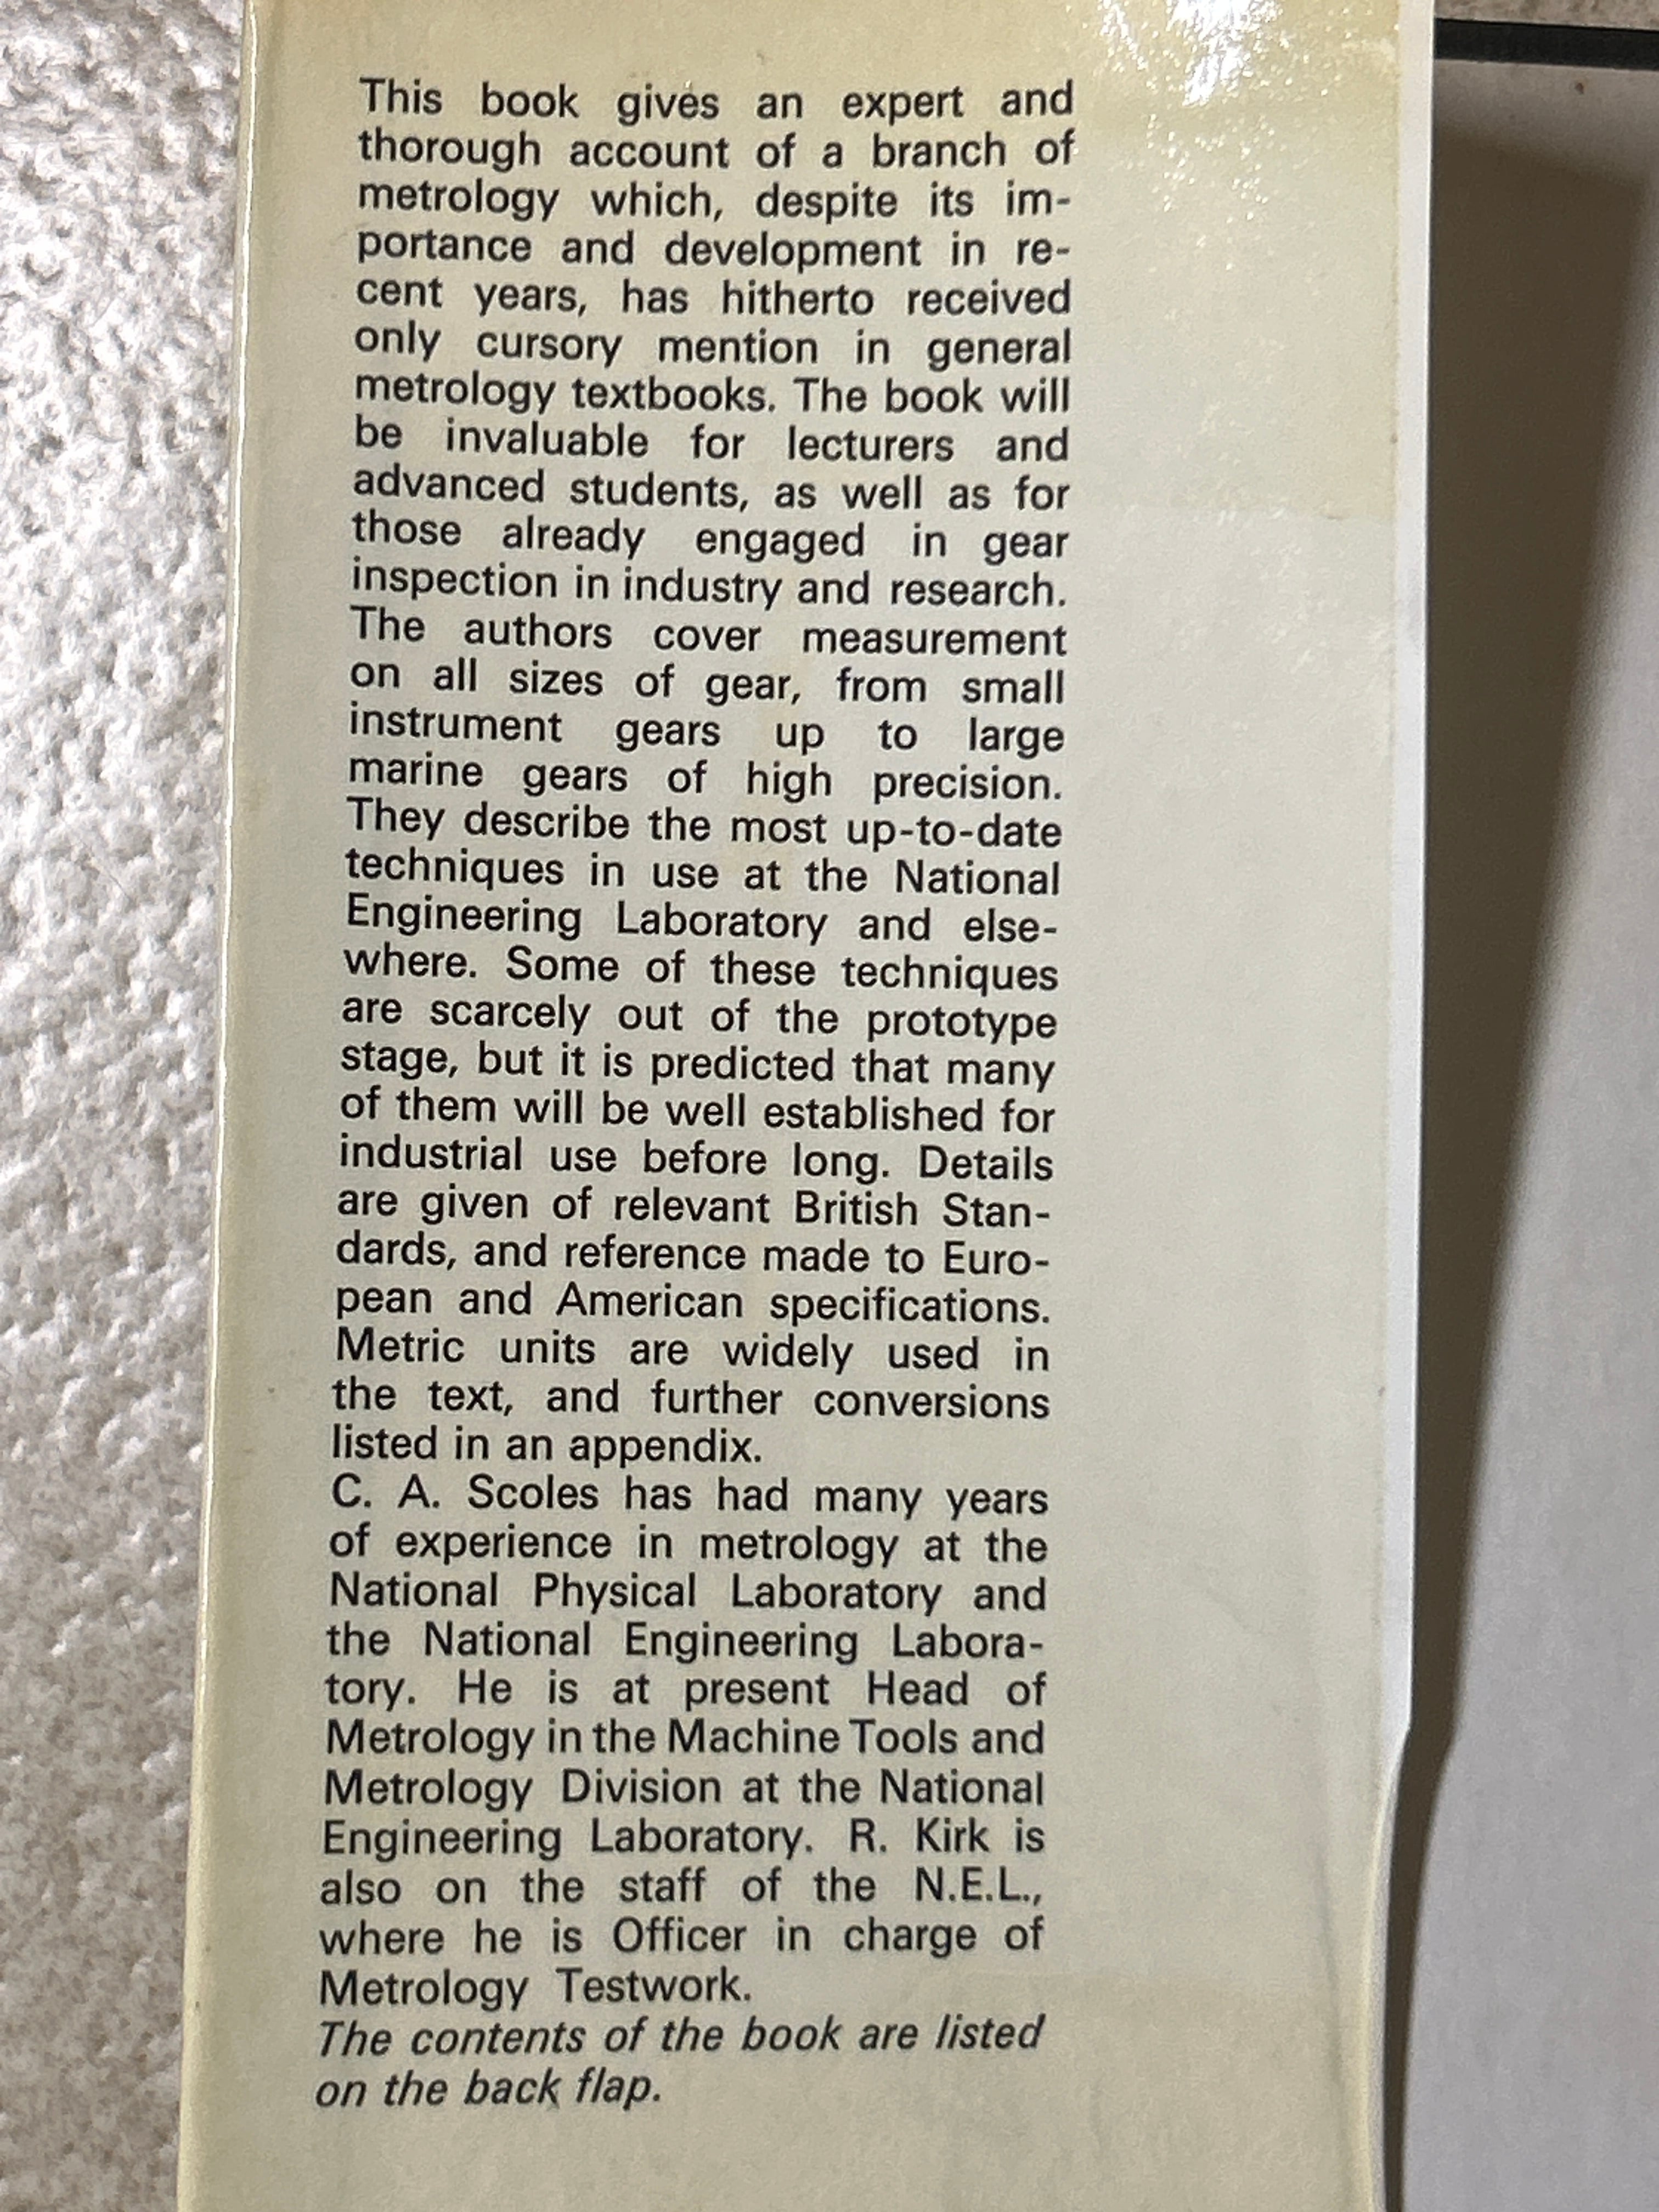 This book gives an expert and
thorough account of a branch of
metrology which, despite its im-
portance and development in re-
cent years, has hitherto received
only cursory mention in general
metrology textbooks. The book will
be invaluable for lecturers and
advanced students, as well as for
those already engaged in gear
inspection in industry and research.
The authors cover measurement
on all sizes of gear, from small
instrument gears up to large
marine gears of high precision.
They describe the most up-to-date
techniques in use at the National
Engineering Laboratory and else-
where. Some of these techniques
are scarcely out of the prototype
stage, but it is predicted that many
of them will be well established for
industrial use before long. Details
are given of relevant British Stan-
dards, and reference made to Euro-
pean and American specifications.
Metric units are widely used in
the text, and further conversions
listed in an appendix.
C. A. Scoles has had many years
of experience in metrology at the
National Physical Laboratory and
the National Engineering Labora-
tory. He is at present Head of
Metrology in the Machine Tools and
Metrology Division at the National
Engineering Laboratory. R. Kirk is
also on the staff of the N.E.L.,
where he is Officer in charge of
Metrology Testwork.
The contents of the book are listed
on the back flap.